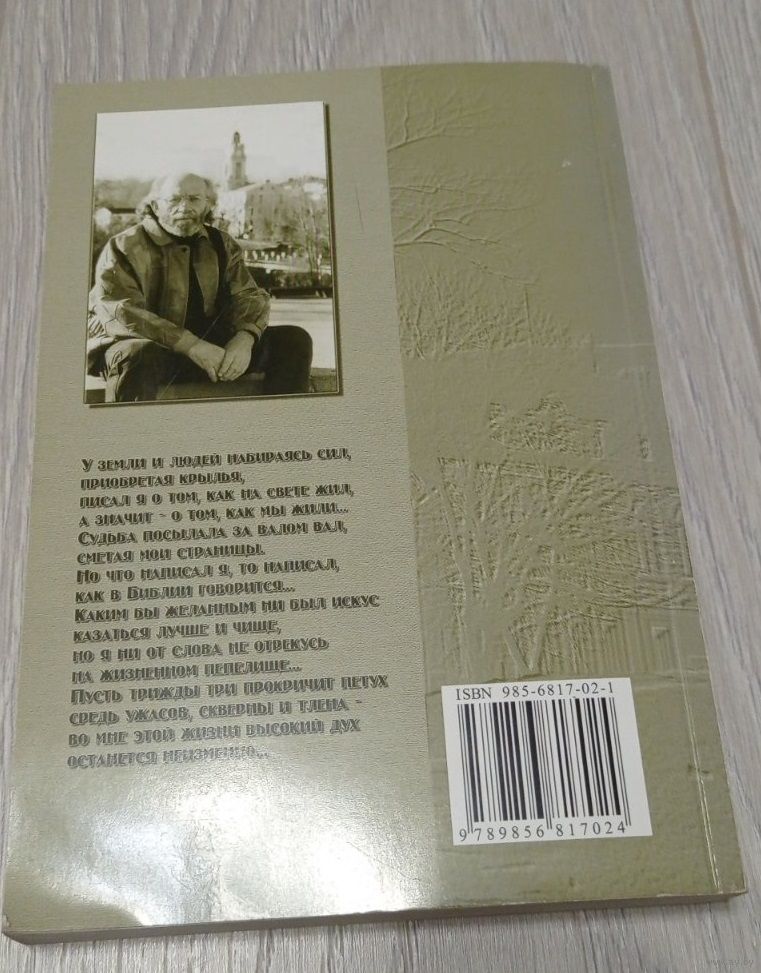 У ЗЕМЛИ И ЛЮДЕЙ НАБИРАЯСЬ СИЛ,
ПРИОБРЕТАЯ КРЫЛЬЯ,
ПИСАЛ Я О ТОМ, КАК НА СВЕТЕ ЖИЛ,
А ЗНАЧИТ - О ТОМ, КАК МЫ ЖИЛИ...
СУДЬБА ПОСЫЛАЛА ЗА ВАЛОМ ВАЛ,
СМЕТАЯ МОИ СТРАНИЦЫ.
НО ЧТО НАПИСАЛ Я, ТО НАПИСАЛ,
КАК В БИБЛИИ ГОВОРИТСЯ...
КАКИМ БЫ ЖЕЛАННЫМ НИ БЫЛ ИСКУС
КАЗАТЬСЯ ЛУЧШЕ И ЧИЩЕ,
НО Я НИ ОТ СЛОВА НЕ ОТРЕКУСЬ
НА ЖИЗНЕННОМ ПЕПЕЛИЩЕ...
ПУСТЬ ТРИЖДЫ ТРИ ПРОКРИЧИТ ПЕТУХ
СРЕДЬ УЖАСОВ, СКВЕРНЫ И ТЛЕНА -
ВО МНЕ ЭТОЙ ЖИЗНИ ВЫСОКИЙ ДУХ
ОСТАНЕТСЯ НЕИЗМЕННО...
ISBN 985-6817-02-1
9 789856 817024